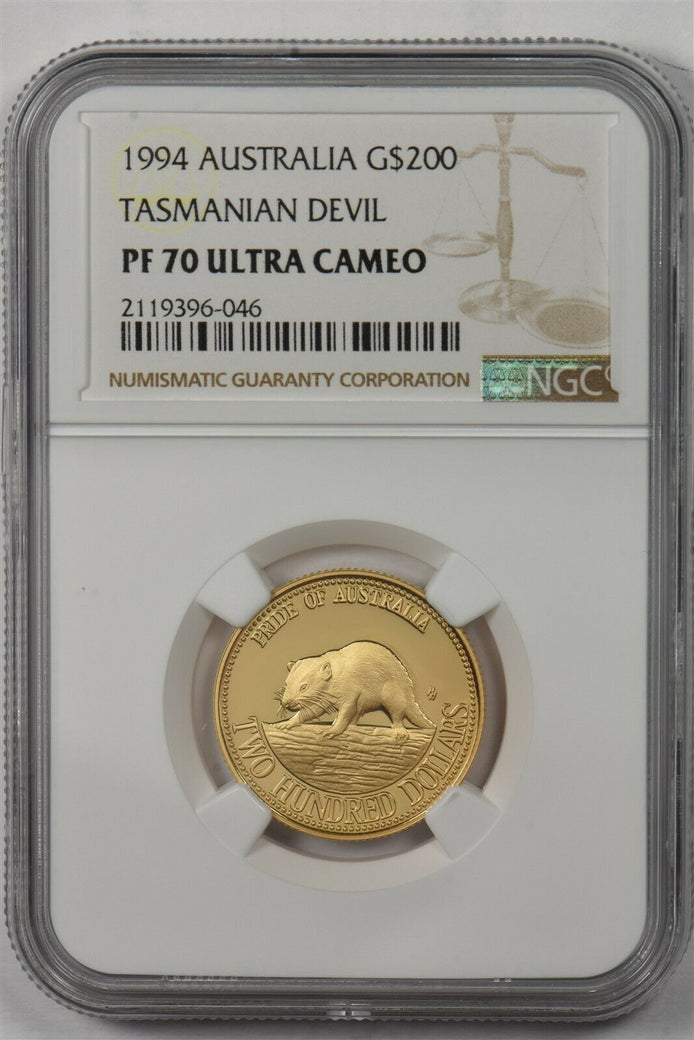 1994 AUSTRALIA G$200
TASMANIAN DEVIL
PF 70 ULTRA CAMEO
2119396-046
NUMISMATIC GUARANTY CORPORATION
NGC
PRIDE OF AUSTRALIA
TWO HUNDRED DOLLARS